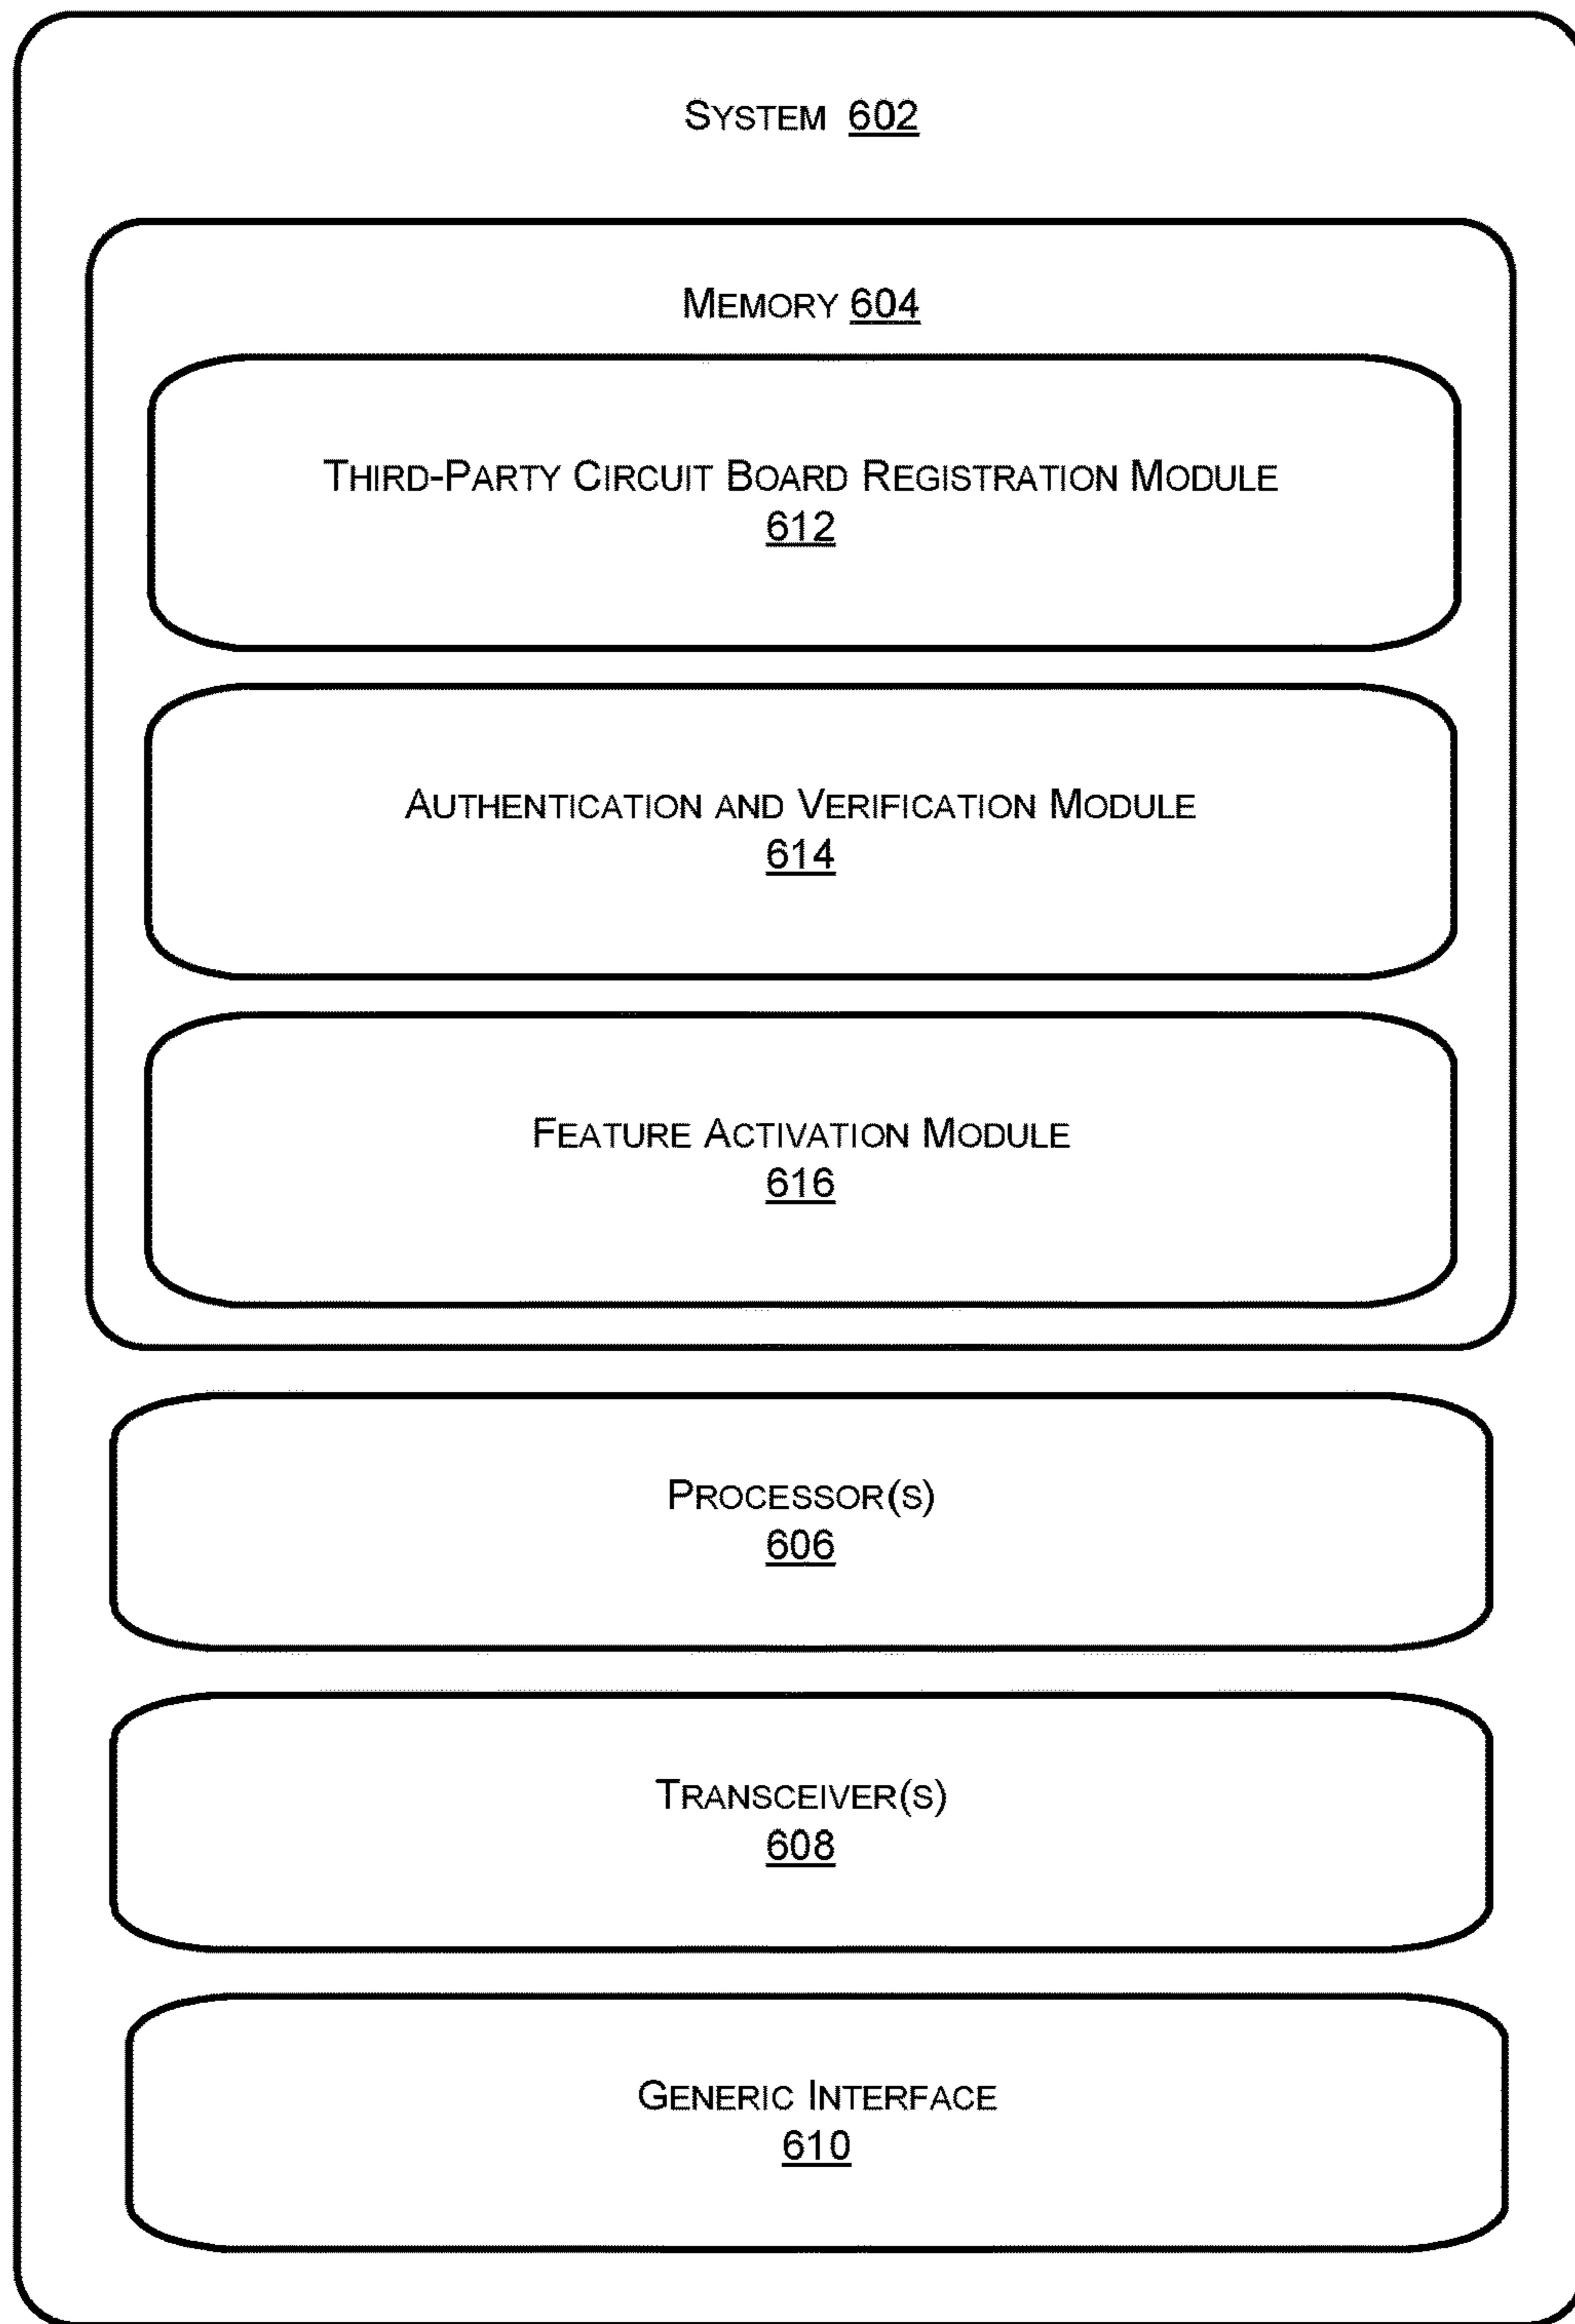 SYSTEM 602
MEMORY 604
THIRD-PARTY CIRCUIT BOARD REGISTRATION MODULE
612
AUTHENTICATION AND VERIFICATION MODULE
614
FEATURE ACTIVATION MODULE
616
PROCESSOR(S)
606
TRANSCEIVER(S)
608
GENERIC INTERFACE
610